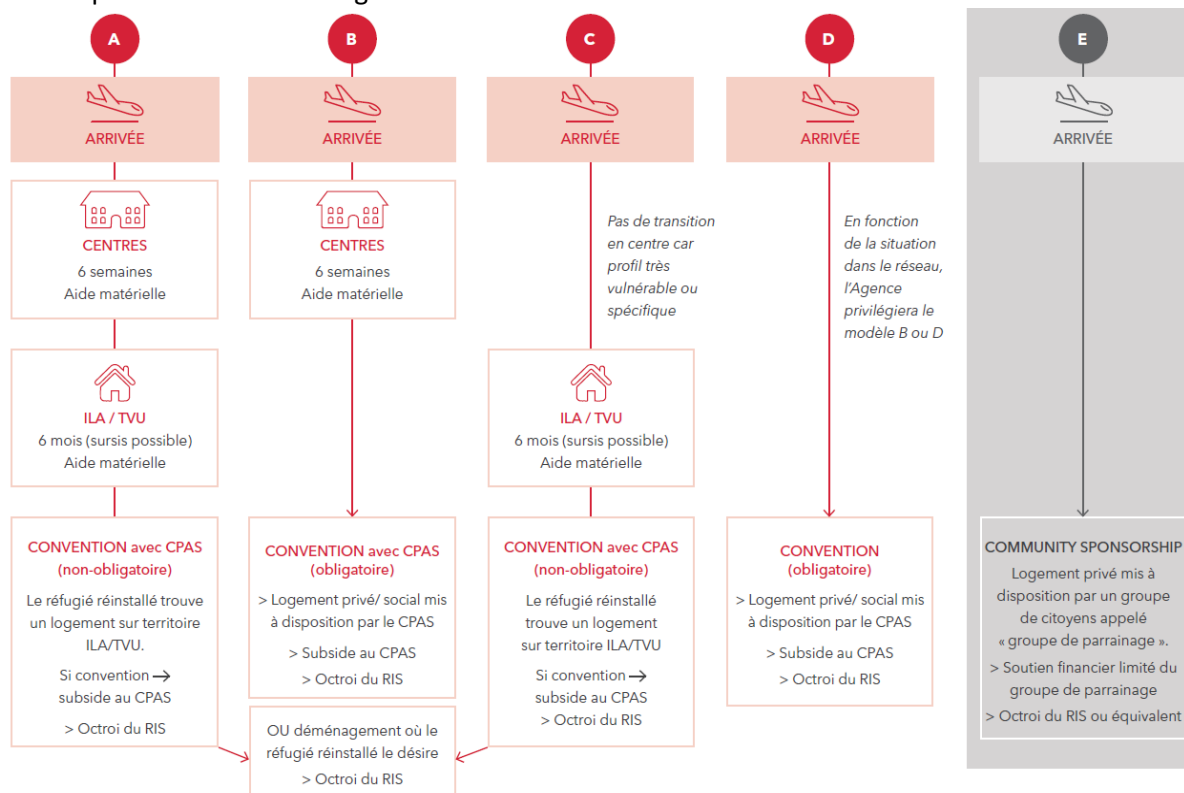 A
ARRIVÉE
CENTRES
6 semaines
Aide matérielle
ILA / TVU
6 mois (sursis possible)
Aide matérielle
CONVENTION avec CPAS
(non-obligatoire)
Le réfugié réinstallé trouve
un logement sur territoire
ILA/TVU.
Si convention →
subside au CPAS
> Octroi du RIS
B
ARRIVÉE
CENTRES
6 semaines
Aide matérielle
CONVENTION avec CPAS
(obligatoire)
> Logement privé/ social mis
à disposition par le CPAS
> Subside au CPAS
> Octroi du RIS
OU déménagement où le
réfugié réinstallé le désire
> Octroi du RIS
C
ARRIVÉE
Pas de transition
en centre car
profil très
vulnérable ou
spécifique
ILA / TVU
6 mois (sursis possible)
Aide matérielle
CONVENTION avec CPAS
(non-obligatoire)
Le réfugié réinstallé
trouve un logement
sur territoire ILA/TVU
Si convention →
subside au CPAS
> Octroi du RIS
D
ARRIVÉE
En fonction
de la situation
dans le réseau,
l'Agence
privilégiera le
modèle B ou D
CONVENTION
(obligatoire)
> Logement privé/ social mis
à disposition par le CPAS
> Subside au CPAS
> Octroi du RIS
E
ARRIVÉE
COMMUNITY SPONSORSHIP
Logement privé mis à
disposition par un groupe
de citoyens appelé
« groupe de parrainage ».
> Soutien financier limité du
groupe de parrainage
> Octroi du RIS ou équivalent